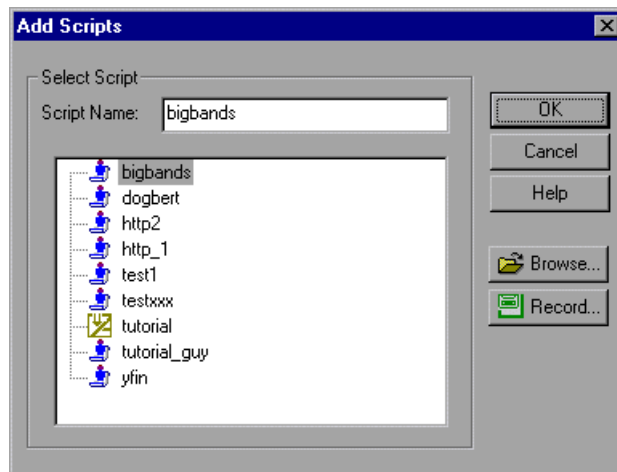 Add Scripts
Select Script
Script Name: bigbands
OK
Cancel
Help
Browse...
Record...
bigbands
dogbert
http2
http_1
test1
testxxx
tutorial
tutorial_guy
yfin